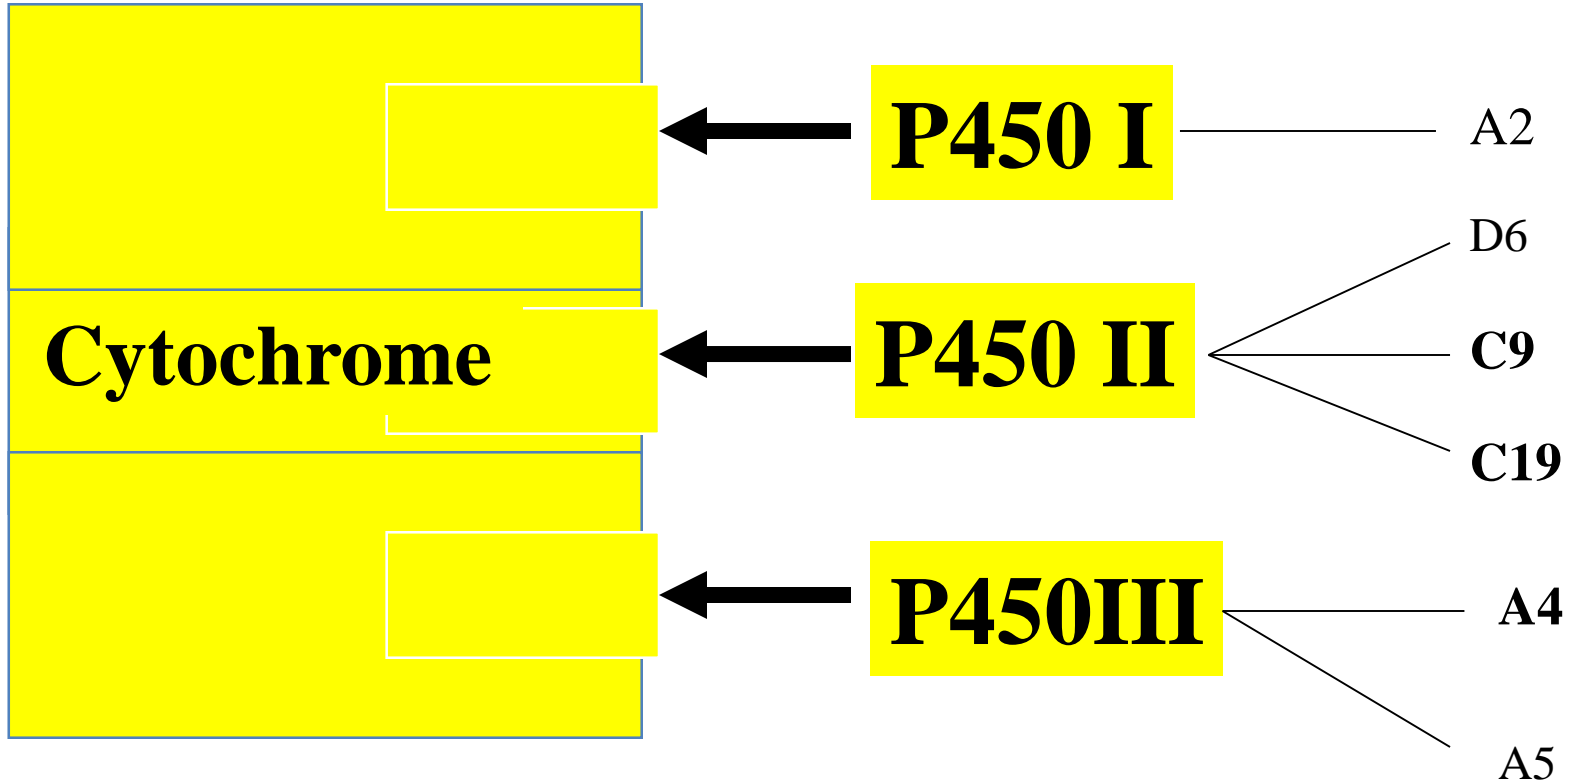 P450 I
A2
D6
Cytochrome
P450 II
C9
C19
P450III
A4
A5